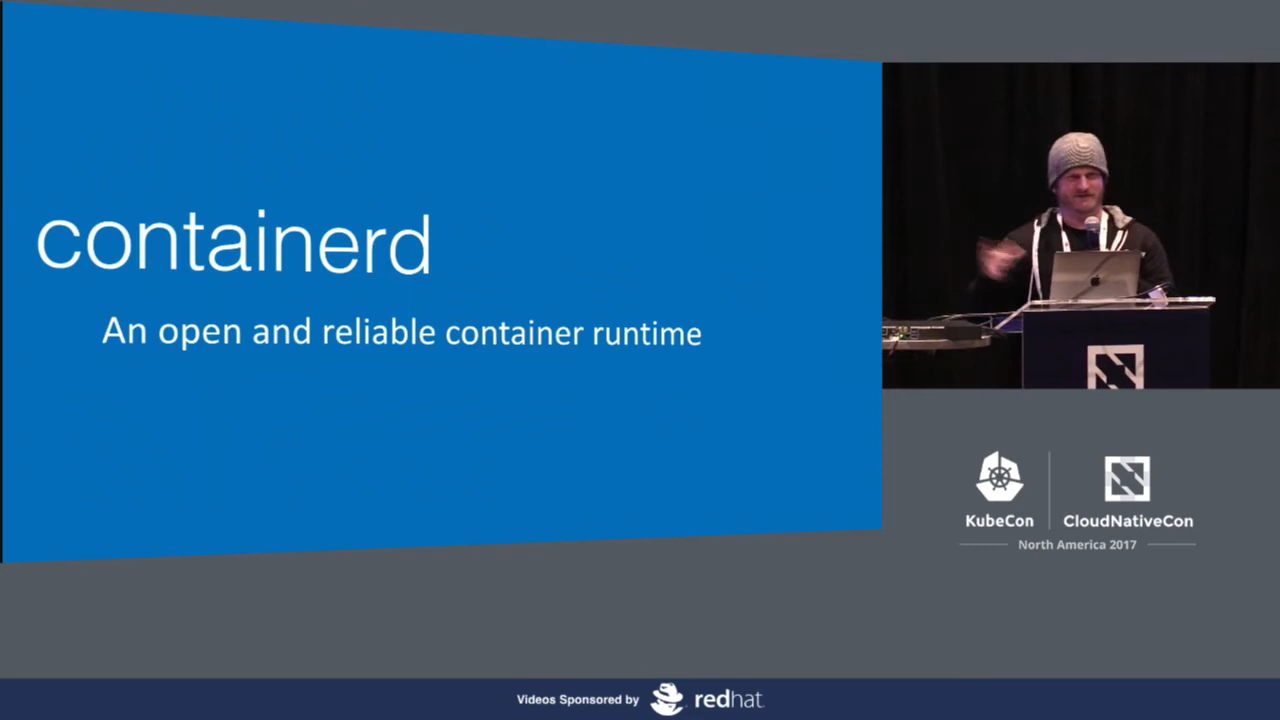 containerd
An open and reliable container runtime
KubeCon
CloudNativeCon
North America 2017
Videos Sponsored by
redhat